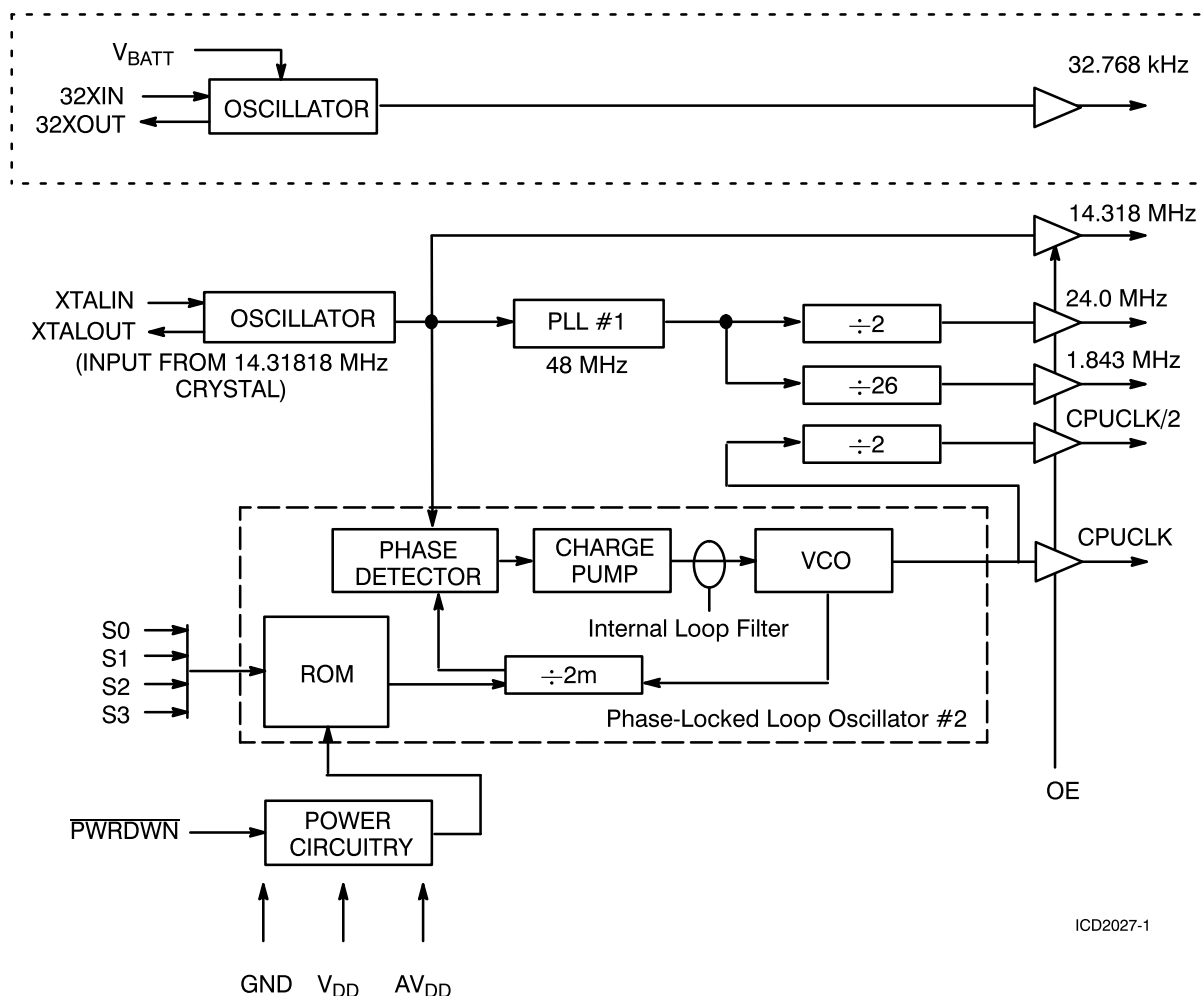 V_BATT
32.768 kHz
32XIN
32XOUT
OSCILLATOR
14.318 MHz
XTALIN
XTALOUT
OSCILLATOR
(INPUT FROM 14.31818 MHz
CRYSTAL)
PLL #1
48 MHz
÷2
24.0 MHz
÷26
1.843 MHz
÷2
CPUCLK/2
PHASE
DETECTOR
CHARGE
PUMP
VCO
CPUCLK
Internal Loop Filter
S0
S1
S2
S3
ROM
÷2m
Phase-Locked Loop Oscillator #2
OE
PWRDWN
POWER
CIRCUITRY
ICD2027-1
GND V_DD AV_DD